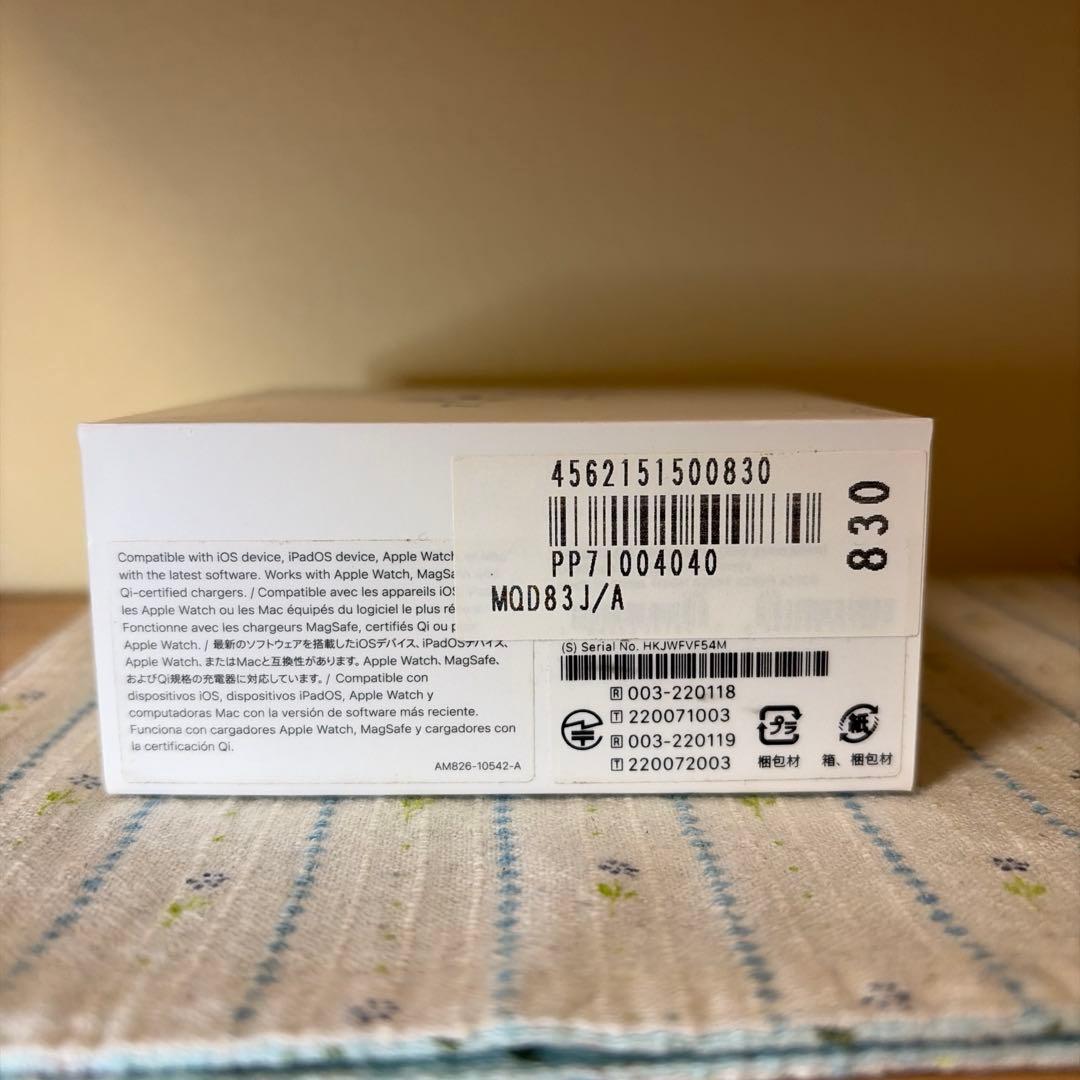 4562151500830
PP7I004040
MQD83J/A
830
Compatible with iOS device, iPadOS device, Apple Watch
with the latest software. Works with Apple Watch, MagSa
Qi-certified chargers. / Compatible avec les appareils iOS
les Apple Watch ou les Mac équipés du logiciel le plus ré
Fonctionne avec les chargeurs MagSafe, certifiés Qi ou p
Apple Watch. / 最新のソフトウェアを搭載したiOSデバイス、iPadOSデバイス、
Apple Watch、またはMacと互換性があります。Apple Watch、MagSafe、
およびQi規格の充電器に対応しています。/ Compatible con
dispositivos iOS, dispositivos iPadOS, Apple Watch y
computadoras Mac con la versión de software más reciente.
Funciona con cargadores Apple Watch, MagSafe y cargadores con
la certificación Qi.
AM826-10542-A
(S) Serial No. HKJWFVF54M
R 003-220118
T 220071003
R 003-220119
T 220072003
プラ
梱包材
紙
箱、梱包材